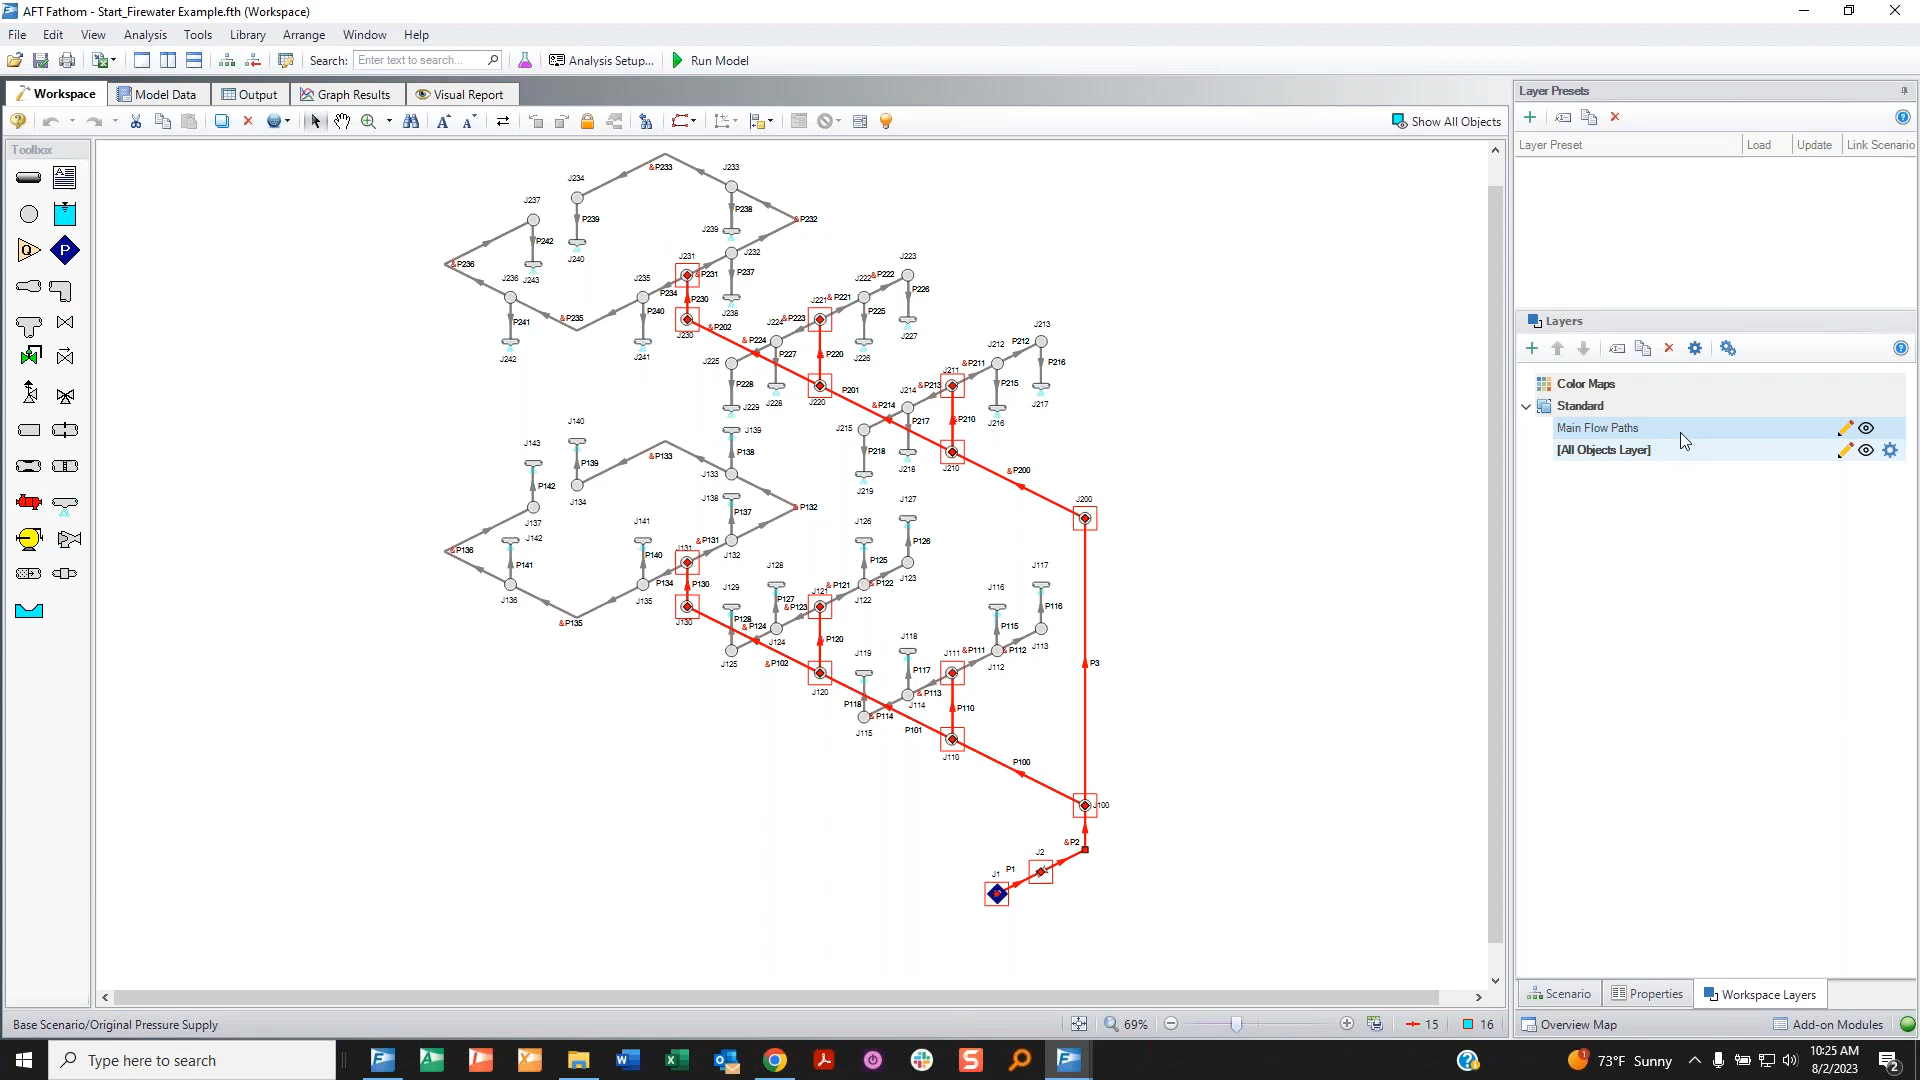 AFT Fathom - Start_Firewater Example.fth (Workspace)
File Edit View Analysis Tools Library Arrange Window Help
Search: Enter text to search... Analysis Setup... Run Model
Workspace Model Data Output Graph Results Visual Report
Show All Objects
Toolbox
J233
&P233
J234
J237
P238
P239
&P232
J239
P242
J240
J232
J231
&P236
J236 J243
J235
&P231
P237
J223
J222 &P222
P234
P230
P226
J221 &P221
J238
P241
&P235
P240
&P223
P225
J213
J224
J230
&P202
J227
P212
J212
&P224
P227
P220
J242
J241
J226
J225
&P211
P216
J211
P228
P201
J214 &P213
P215
J229 J228
J220
J217
&P214
P217
&P210
J216
J140
J215
J139
J143
P218
P138
&P133
P139
J218
J210
&P200
J133
P142
J219
J138
J127
J200
J134
J137
P137
&P132
J141
J126
J142
P126
&P131
J132
J131
&P136
P140
P125
J117
P141
J128
J123
P134
P130
J129
&P121
&P122
J116
J121
J122
J136
J135
P127
&P123
P116
J130
P128
P115
&P135
&P124
J124
J118
&P120
J113
J119
J111 &P111
&P112
J125
&P102
J112
P3
P117
J120
&P113
P118
J114
&P114
P110
P101
J115
J110
P100
J100
&P2
J2
P1
J1
Layer Presets
Layer Preset Load Update Link Scenario
Layers
Color Maps
Standard
Main Flow Paths
[All Objects Layer]
Scenario Properties Workspace Layers
Base Scenario/Original Pressure Supply 69% 15 16 Overview Map Add-on Modules
Type here to search 73°F Sunny 10:25 AM
8/2/2023
2